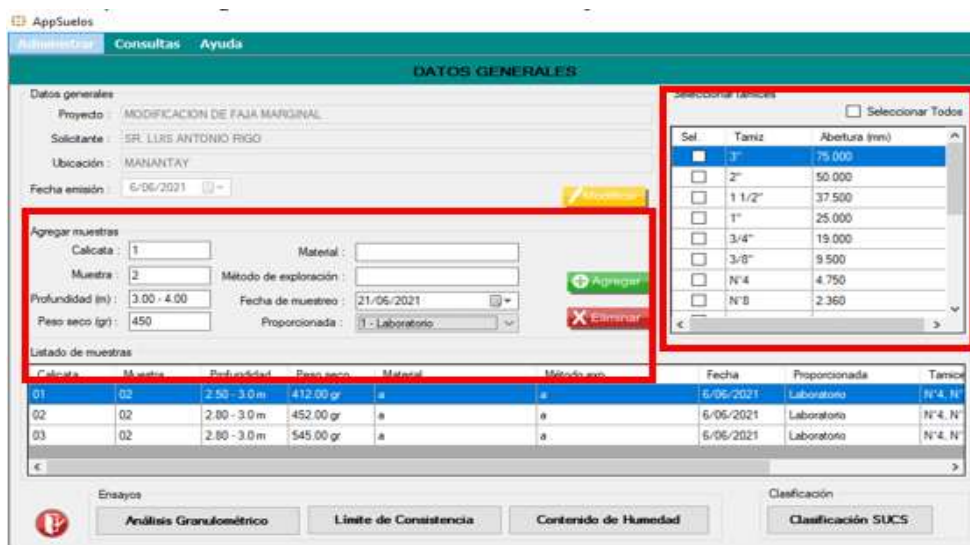 AppSuelos
Administrar Consultas Ayuda
DATOS GENERALES
Datos generales
Proyecto : MODIFICACION DE FAJA MARGINAL
Solicitante : SR. LUIS ANTONIO RIGO
Ubicación : MANANTAY
Fecha emisión : 6/06/2021
Modificar
Seleccionar tamices
Seleccionar Todos
Sel. Tamiz Abertura (mm)
3" 75.000
2" 50.000
1 1/2" 37.500
1" 25.000
3/4" 19.000
3/8" 9.500
N°4 4.750
N°8 2.360
Agregar muestras
Calicata : 1 Material :
Muestra : 2 Método de exploración :
Profundidad (m) : 3.00 - 4.00 Fecha de muestreo : 21/06/2021
Peso seco (gr) : 450 Proporcionada : 1 - Laboratorio
Agregar
Eliminar
Listado de muestras
Calicata Muestra Profundidad Peso seco Material Método exp. Fecha Proporcionada Tamice
01 02 2.50 - 3.0 m 412.00 gr a a 6/06/2021 Laboratorio N°4, N°
02 02 2.80 - 3.0 m 452.00 gr a a 6/06/2021 Laboratorio N°4, N°
03 02 2.80 - 3.0 m 545.00 gr a a 6/06/2021 Laboratorio N°4, N°
Ensayos
Análisis Granulométrico Límite de Consistencia Contenido de Humedad
Clasificación
Clasificación SUCS